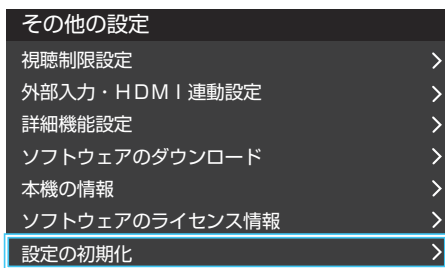 その他の設定
視聴制限設定
外部入力・ＨＤＭＩ連動設定
詳細機能設定
ソフトウェアのダウンロード
本機の情報
ソフトウェアのライセンス情報
設定の初期化